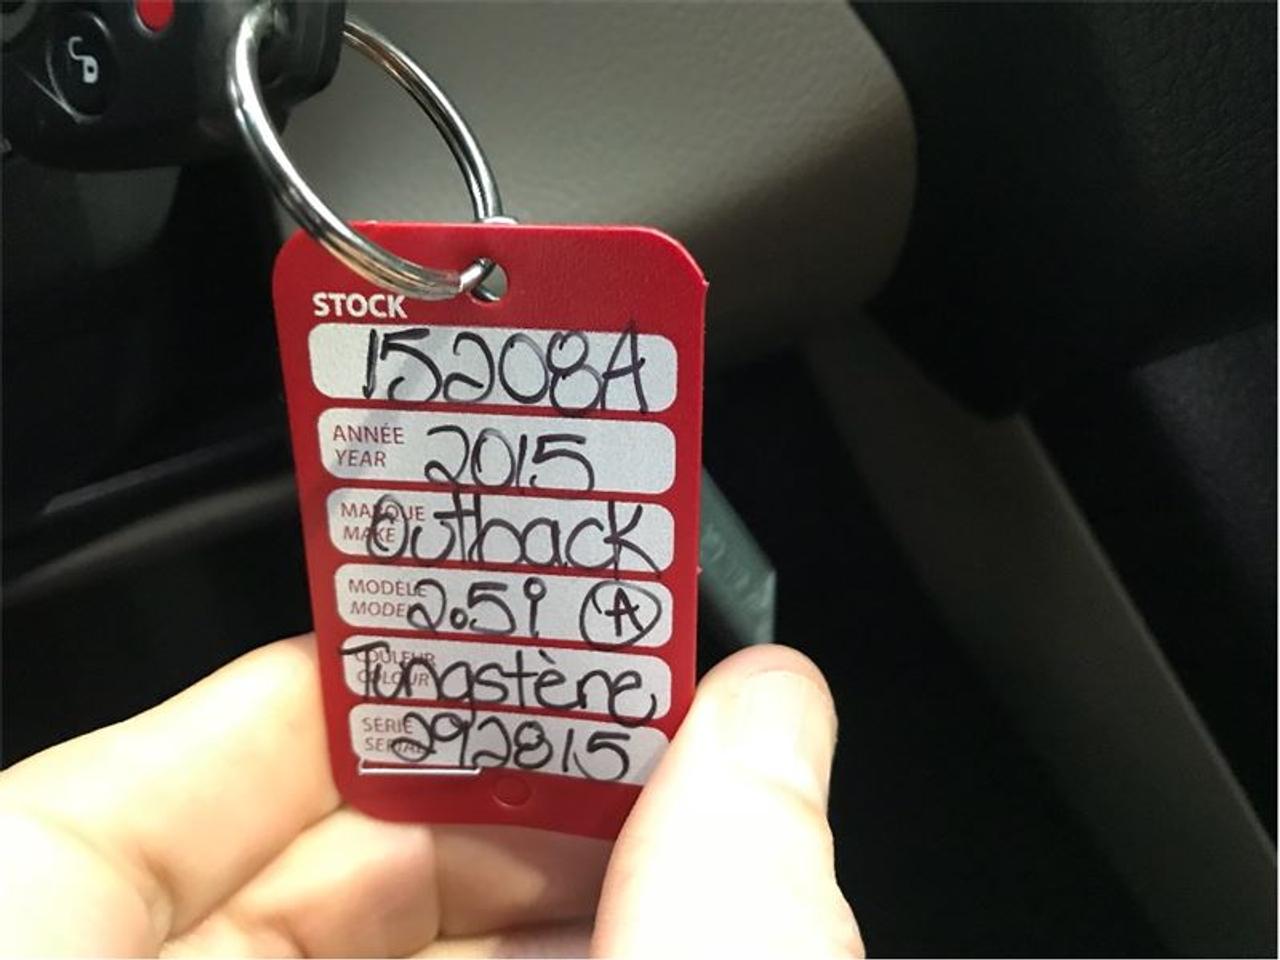 STOCK
15208A
ANNÉE
YEAR 2015
MARQUE
MAKE Outback
MODÈLE
MODEL 2.5i A
COULEUR
COLOUR Tungstène
SÉRIE
SERIAL 292815